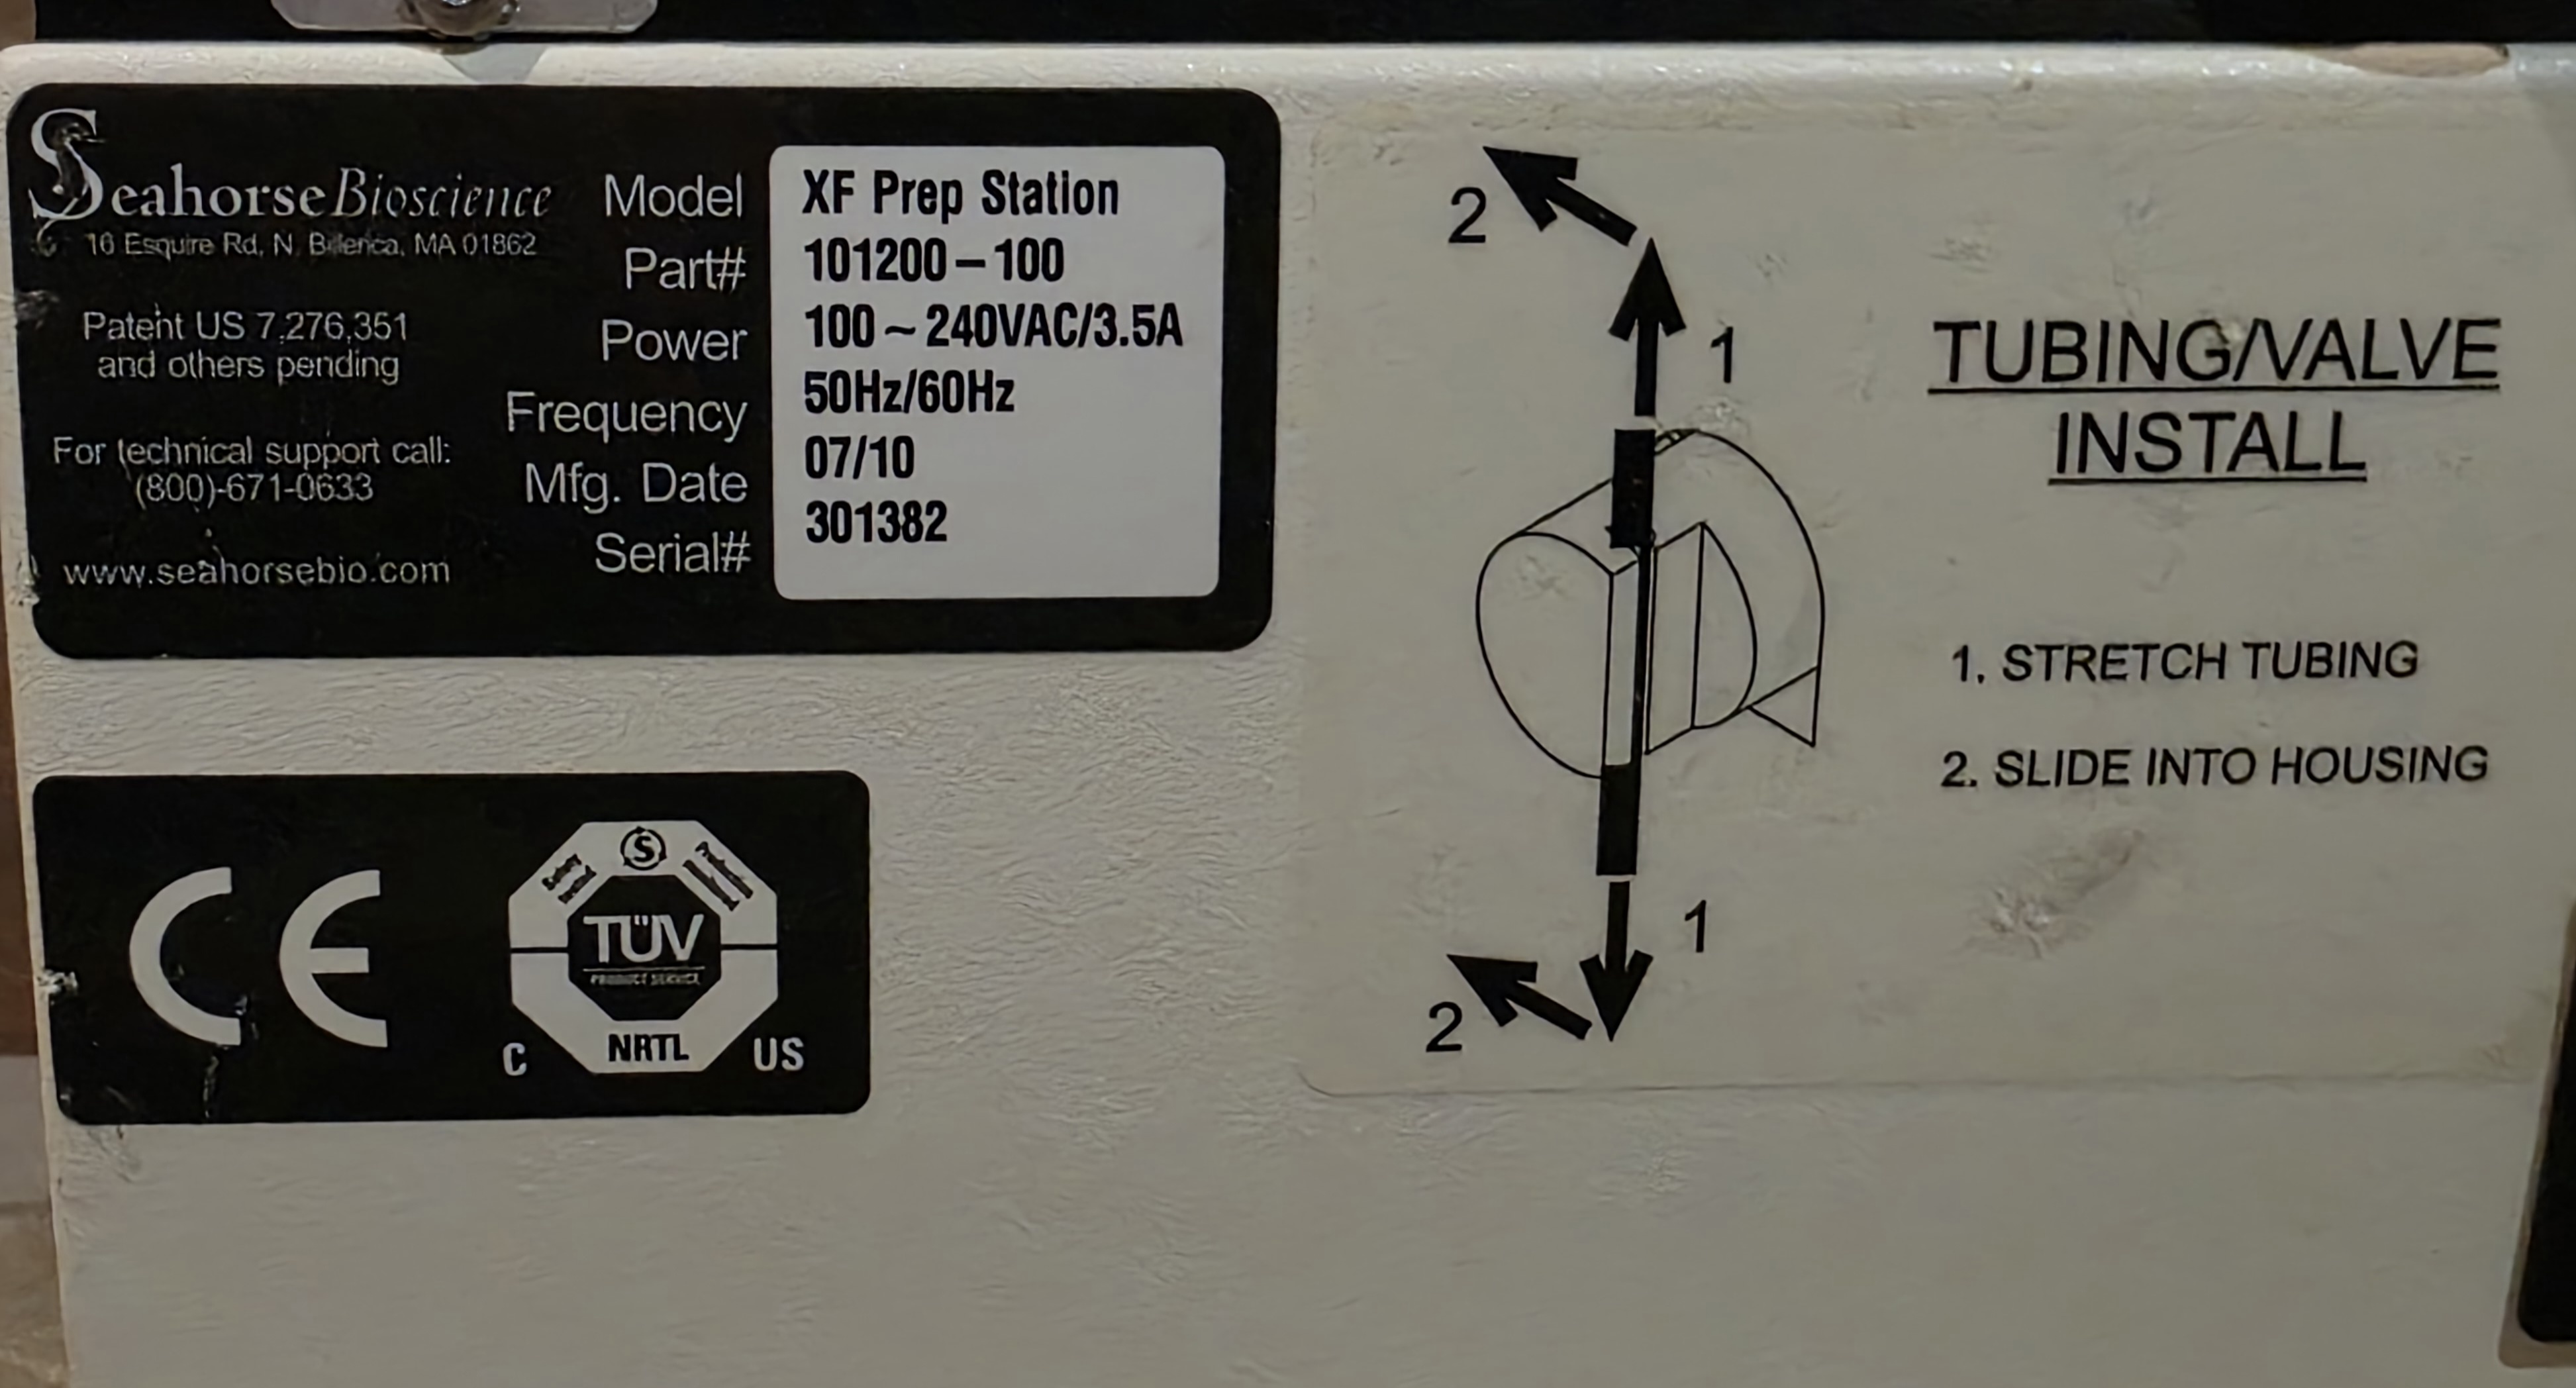 Seahorse Bioscience
16 Esquire Rd, N. Billerica, MA 01862
Patent US 7,276,351
and others pending
For technical support call:
(800)-671-0633
www.seahorsebio.com
Model XF Prep Station
Part# 101200-100
Power 100~240VAC/3.5A
Frequency 50Hz/60Hz
Mfg. Date 07/10
Serial# 301382
CE
S
TÜV
PRODUCT SERVICE
C NRTL US
2
1
1
2
TUBING/VALVE
INSTALL
1. STRETCH TUBING
2. SLIDE INTO HOUSING